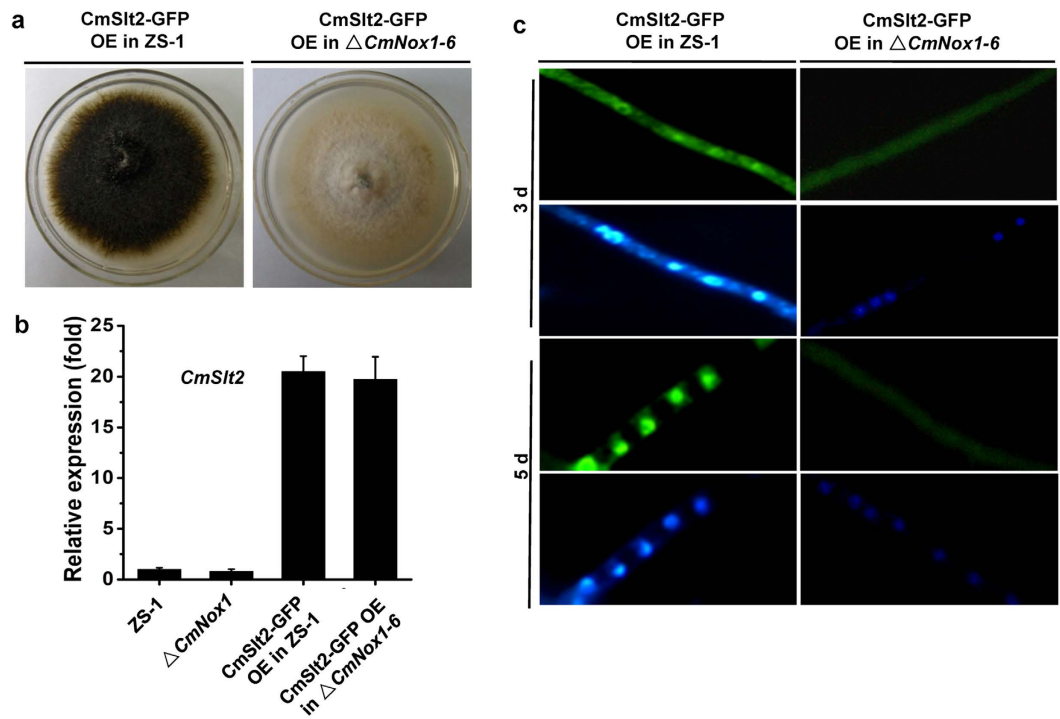 a
CmSlt2-GFP
OE in ZS-1
CmSlt2-GFP
OE in △CmNox1-6
b
Relative expression (fold)
25
20
15
10
5
0
CmSlt2
ZS-1
△CmNox1
CmSlt2-GFP
OE in ZS-1
CmSlt2-GFP OE
in △CmNox1-6
c
CmSlt2-GFP
OE in ZS-1
CmSlt2-GFP
OE in △CmNox1-6
3 d
5 d